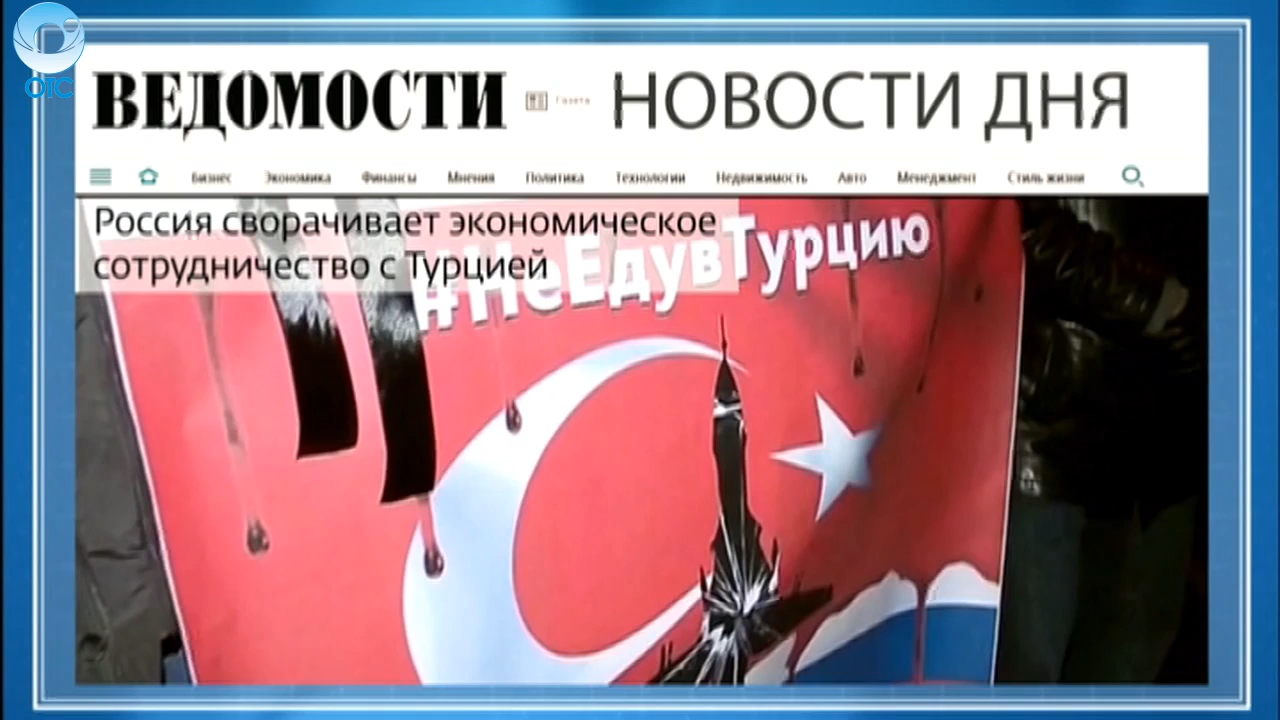 ОТС
ВЕДОМОСТИ
Газета
НОВОСТИ ДНЯ
Бизнес Экономика Финансы Мнения Политика Технологии Недвижимость Авто Менеджмент Стиль жизни
Россия сворачивает экономическое
сотрудничество с Турцией
#НеЕдувТурцию